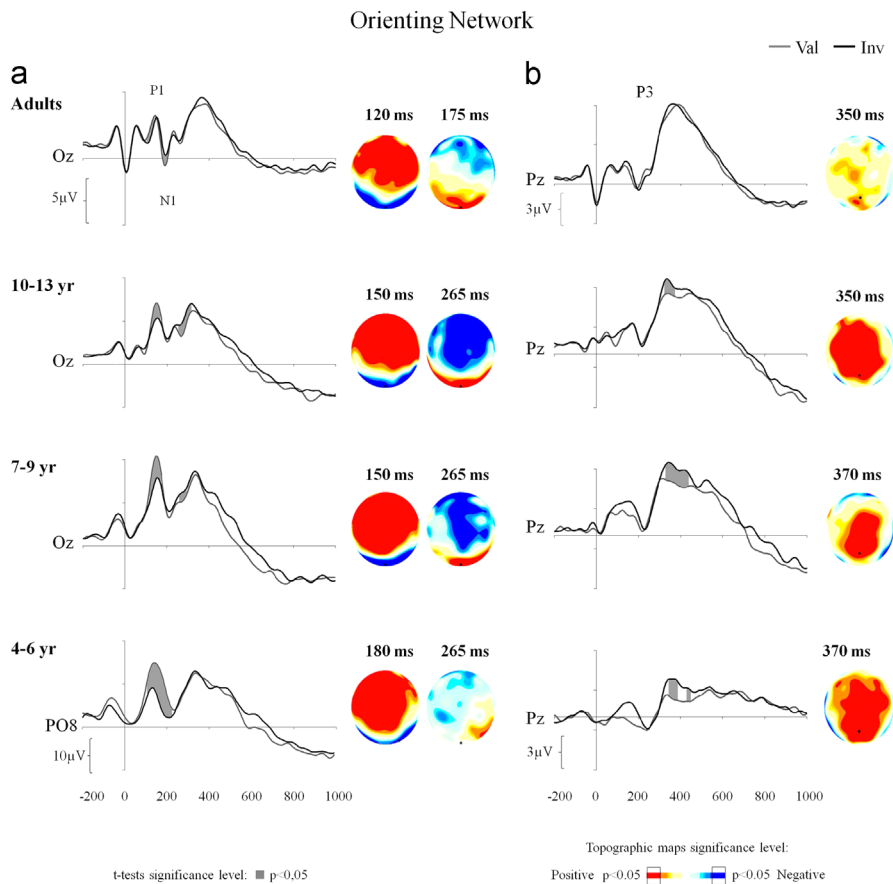 Orienting Network
Val Inv
a
b
Adults
P1
P3
120 ms 175 ms
350 ms
Oz
Pz
5µV
N1
3µV
10-13 yr
150 ms 265 ms
350 ms
Oz
Pz
7-9 yr
150 ms 265 ms
370 ms
Oz
Pz
4-6 yr
180 ms 265 ms
370 ms
PO8
Pz
10µV
3µV
-200 0 200 400 600 800 1000
-200 0 200 400 600 800 1000
Topographic maps significance level:
t-tests significance level: p<0,05
Positive p<0.05 p<0.05 Negative